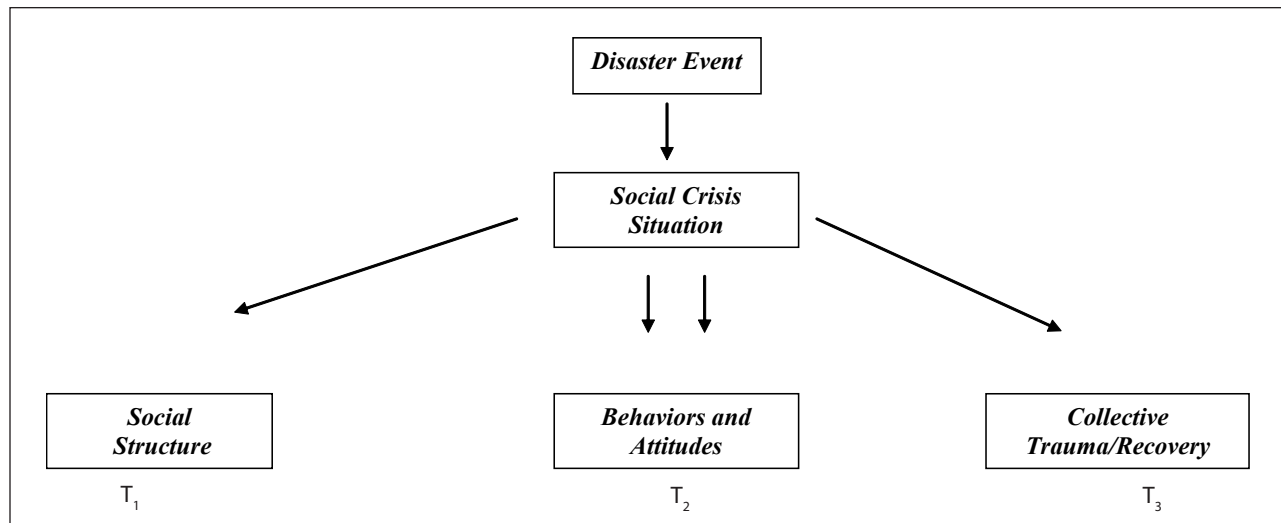 Disaster Event
Social Crisis
Situation
Social
Structure
Behaviors and
Attitudes
Collective
Trauma/Recovery
T1
T2
T3